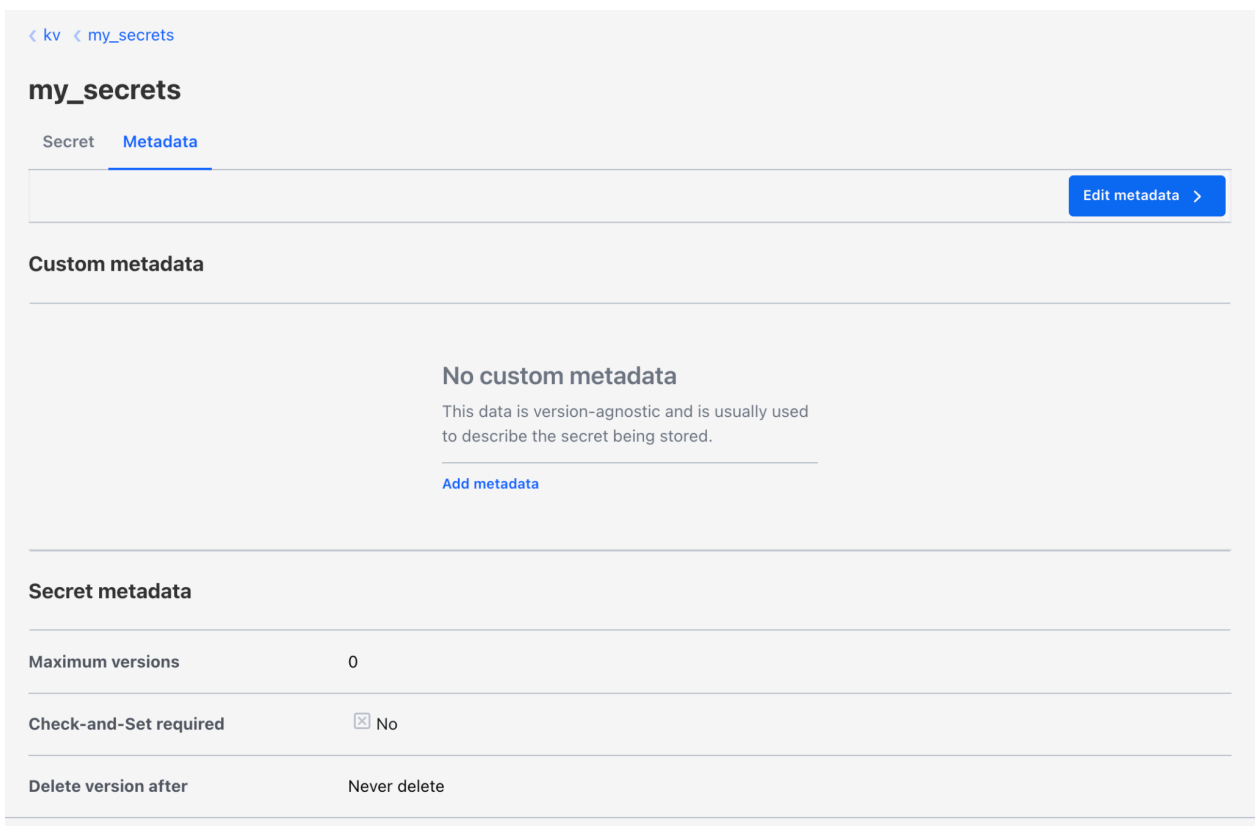 kv my_secrets
my_secrets
Secret Metadata
Edit metadata
Custom metadata
No custom metadata
This data is version-agnostic and is usually used
to describe the secret being stored.
Add metadata
Secret metadata
Maximum versions 0
Check-and-Set required No
Delete version after Never delete